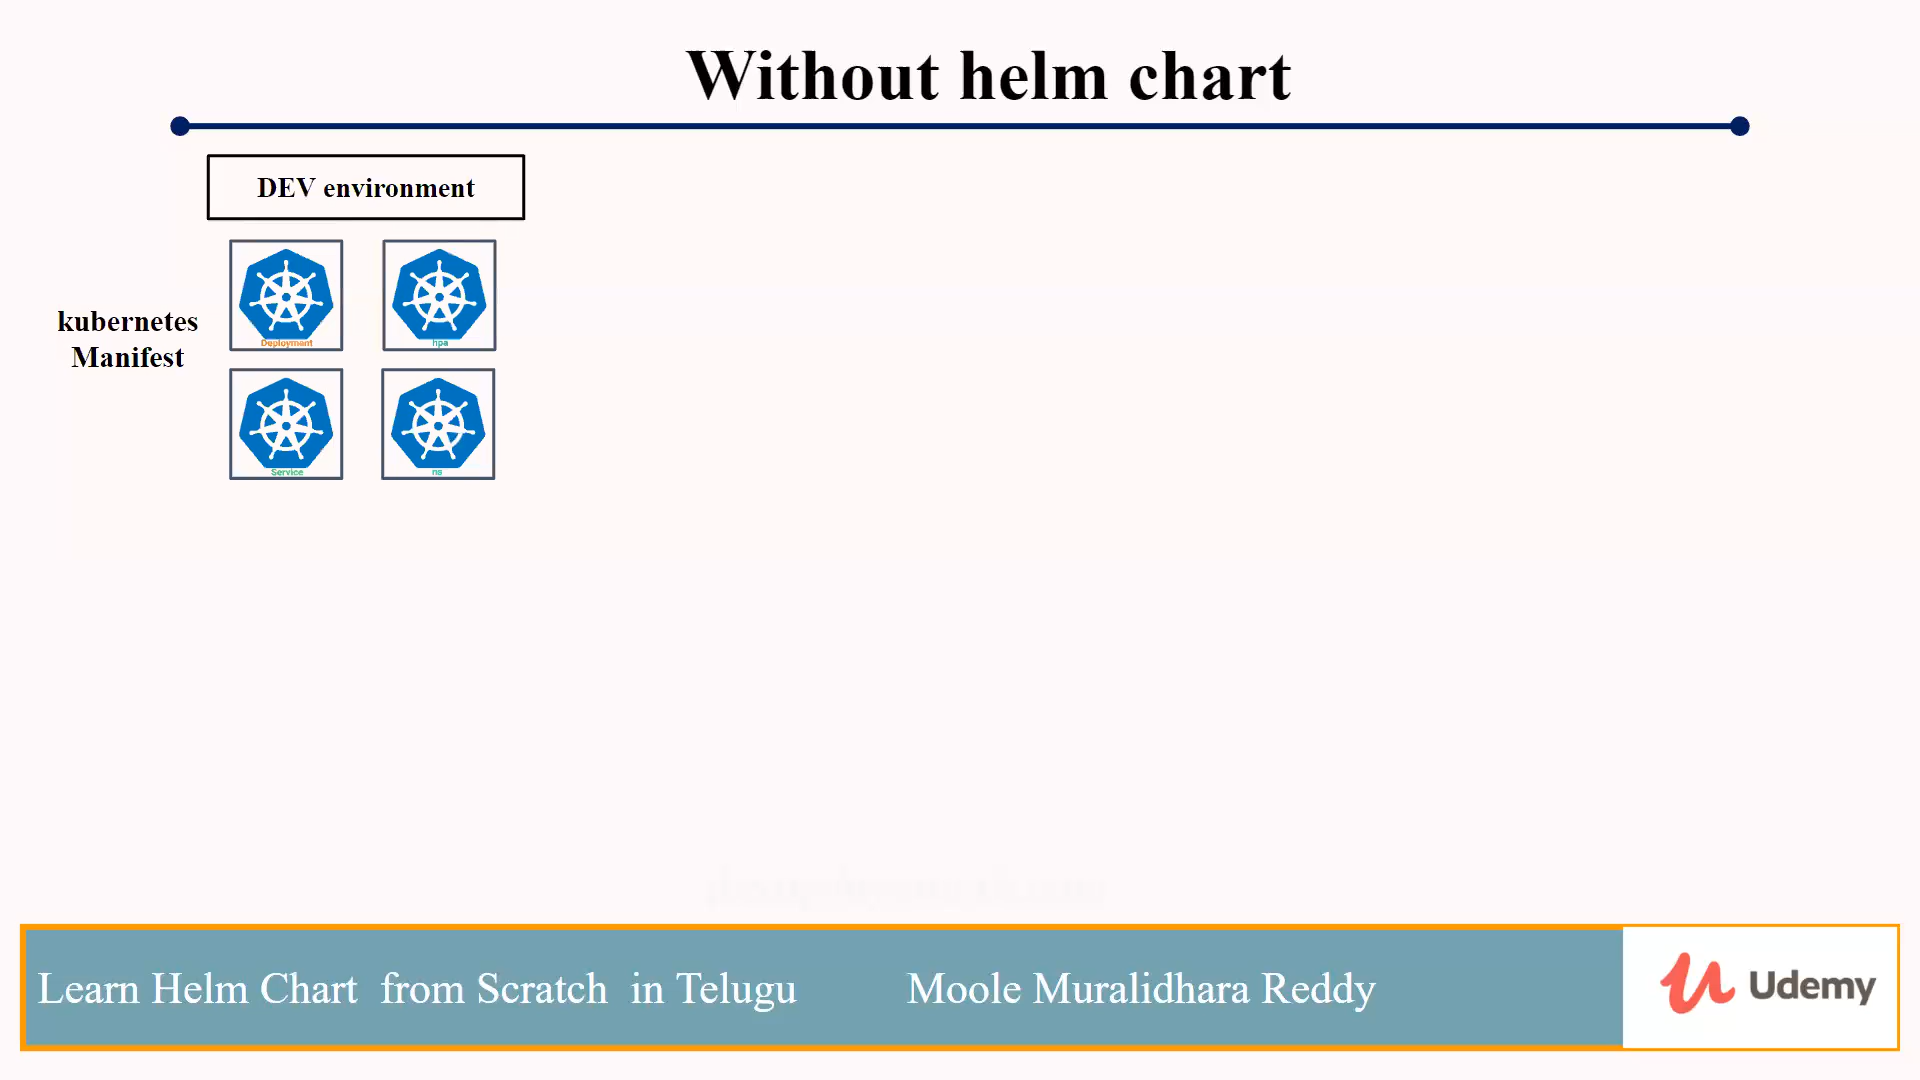 Without helm chart
DEV environment
kubernetes
Manifest
Deployment
hpa
Service
ns
Learn Helm Chart from Scratch in Telugu
Moole Muralidhara Reddy
Udemy